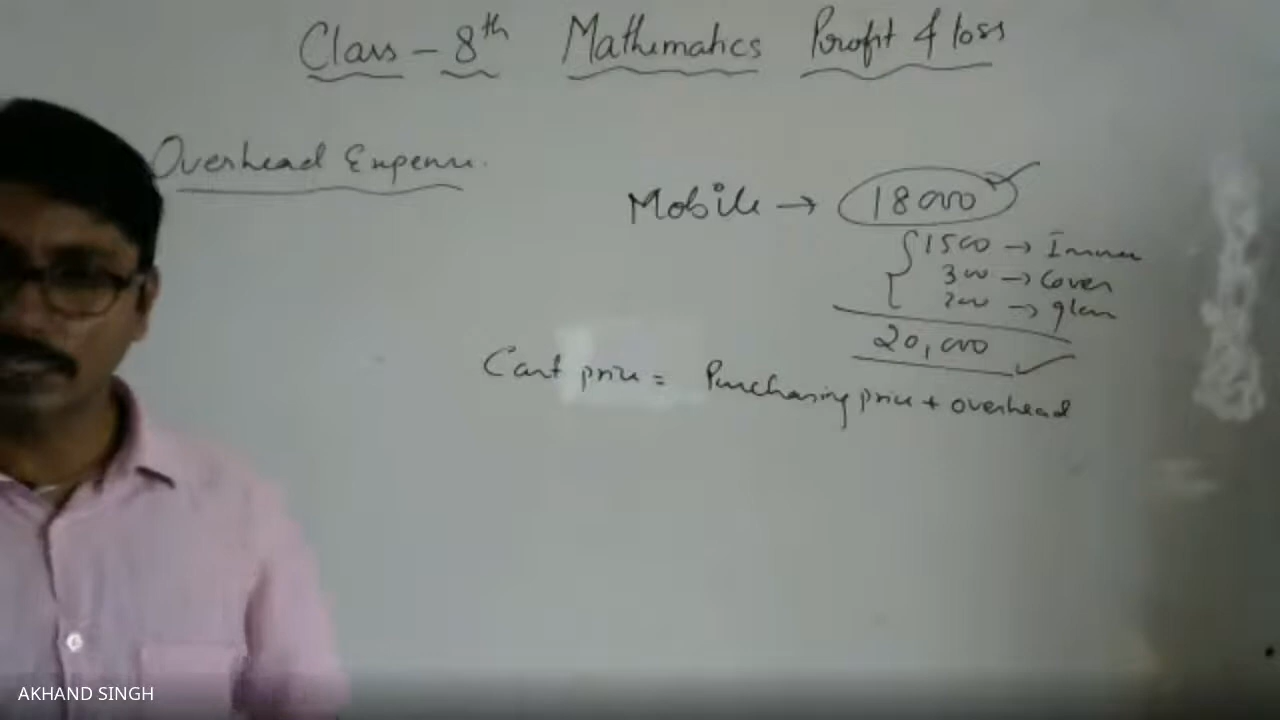 Class - 8th Mathematics Profit & loss
Overhead Expense.
Mobile → 18000
1500 →
300 → Cover
200 → glass
20,000
Cost price = Purchasing price + overhead
AKHAND SINGH